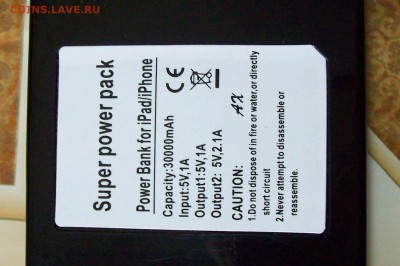 COINS.LAVE.RU
Super power pack
Power Bank for iPad/iPhone
Capacity:30000mAh
Input:5V,1A
Output1:5V,1A
Output2: 5V,2.1A
CE
AX
CAUTION:
1.Do not dispose of in fire or water,or directly
short circuit
2.Never attempt to disassemble or
reassemble.